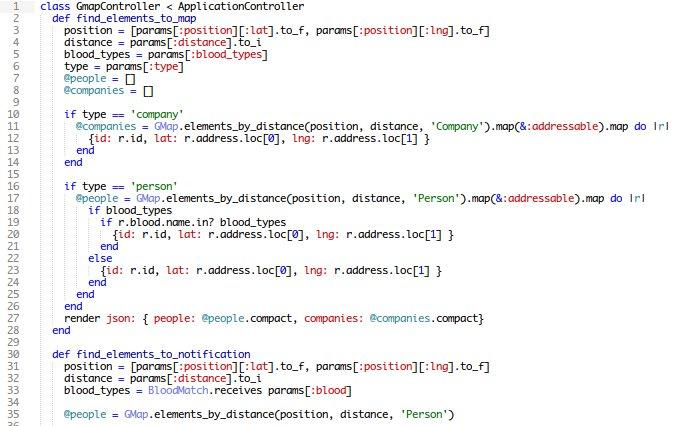 1 class GmapController < ApplicationController
2   def find_elements_to_map
3     position = [params[:position][:lat].to_f, params[:position][:lng].to_f]
4     distance = params[:distance].to_i
5     blood_types = params[:blood_types]
6     type = params[:type]
7     @people = []
8     @companies = []
9
10     if type == 'company'
11       @companies = GMap.elements_by_distance(position, distance, 'Company').map(&:addressable).map do |r|
12         {id: r.id, lat: r.address.loc[0], lng: r.address.loc[1] }
13       end
14     end
15
16     if type == 'person'
17       @people = GMap.elements_by_distance(position, distance, 'Person').map(&:addressable).map do |r|
18         if blood_types
19           if r.blood.name.in? blood_types
20             {id: r.id, lat: r.address.loc[0], lng: r.address.loc[1] }
21           end
22         else
23           {id: r.id, lat: r.address.loc[0], lng: r.address.loc[1] }
24         end
25       end
26     end
27     render json: { people: @people.compact, companies: @companies.compact}
28   end
29
30   def find_elements_to_notification
31     position = [params[:position][:lat].to_f, params[:position][:lng].to_f]
32     distance = params[:distance].to_i
33     blood_types = BloodMatch.receives params[:blood]
34
35     @people = GMap.elements_by_distance(position, distance, 'Person')